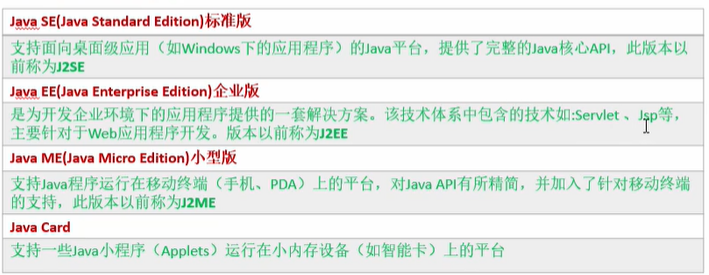 Java SE(Java Standard Edition)标准版
支持面向桌面级应用（如Windows下的应用程序）的Java平台，提供了完整的Java核心API，此版本以
前称为J2SE
Java EE(Java Enterprise Edition)企业版
是为开发企业环境下的应用程序提供的一套解决方案。该技术体系中包含的技术如:Servlet 、Jsp等，
主要针对于Web应用程序开发。版本以前称为J2EE
Java ME(Java Micro Edition)小型版
支持Java程序运行在移动终端（手机、PDA）上的平台，对Java API有所精简，并加入了针对移动终端
的支持，此版本以前称为J2ME
Java Card
支持一些Java小程序（Applets）运行在小内存设备（如智能卡）上的平台